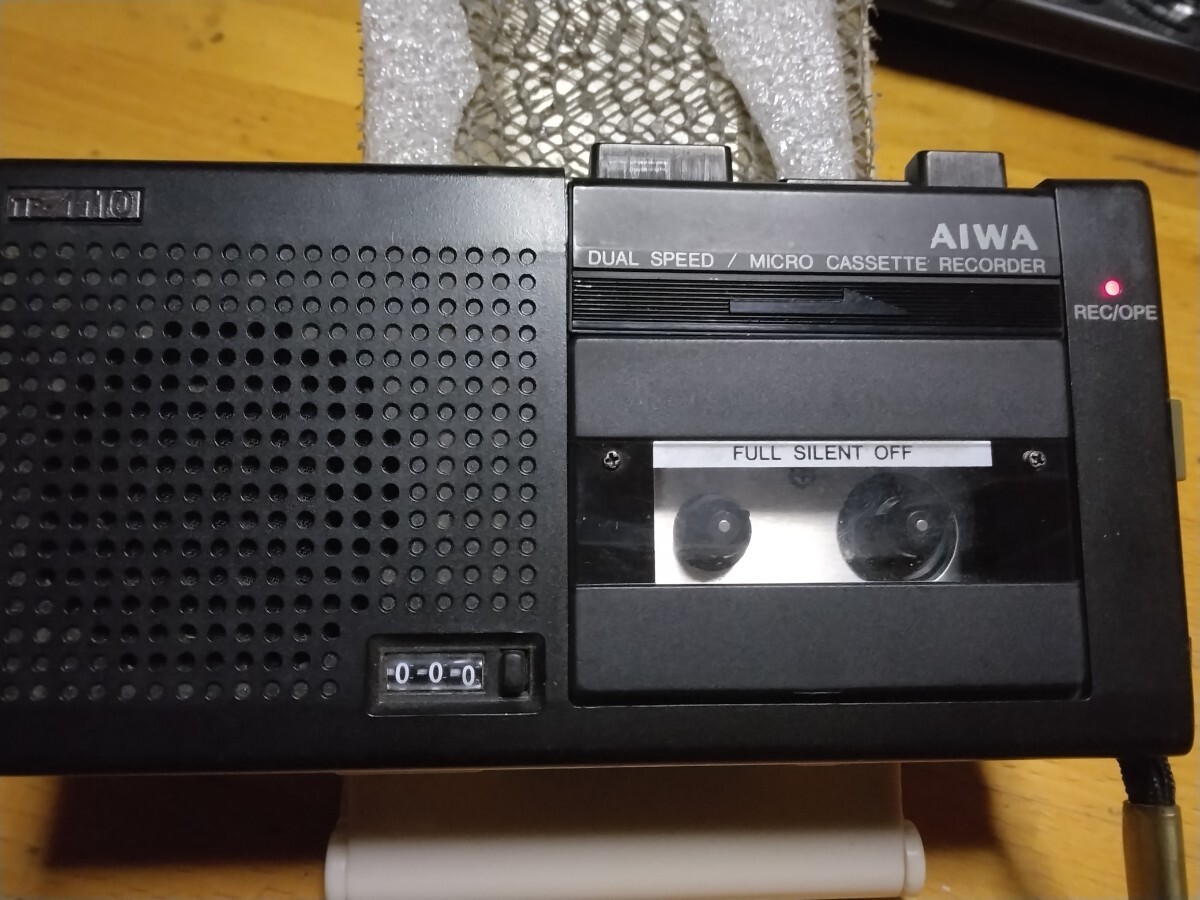 AIWA
DUAL SPEED / MICRO CASSETTE RECORDER
REC/OPE
FULL SILENT OFF
0 0 0